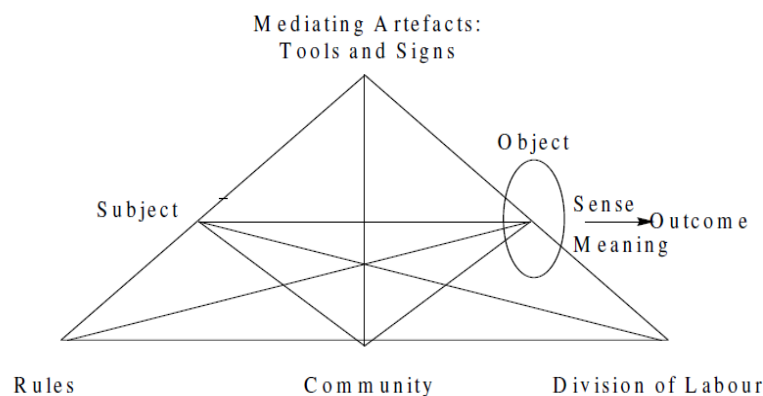 Mediating Artefacts:
Tools and Signs
Object
Subject
Sense
Outcome
Meaning
Rules
Community
Division of Labour